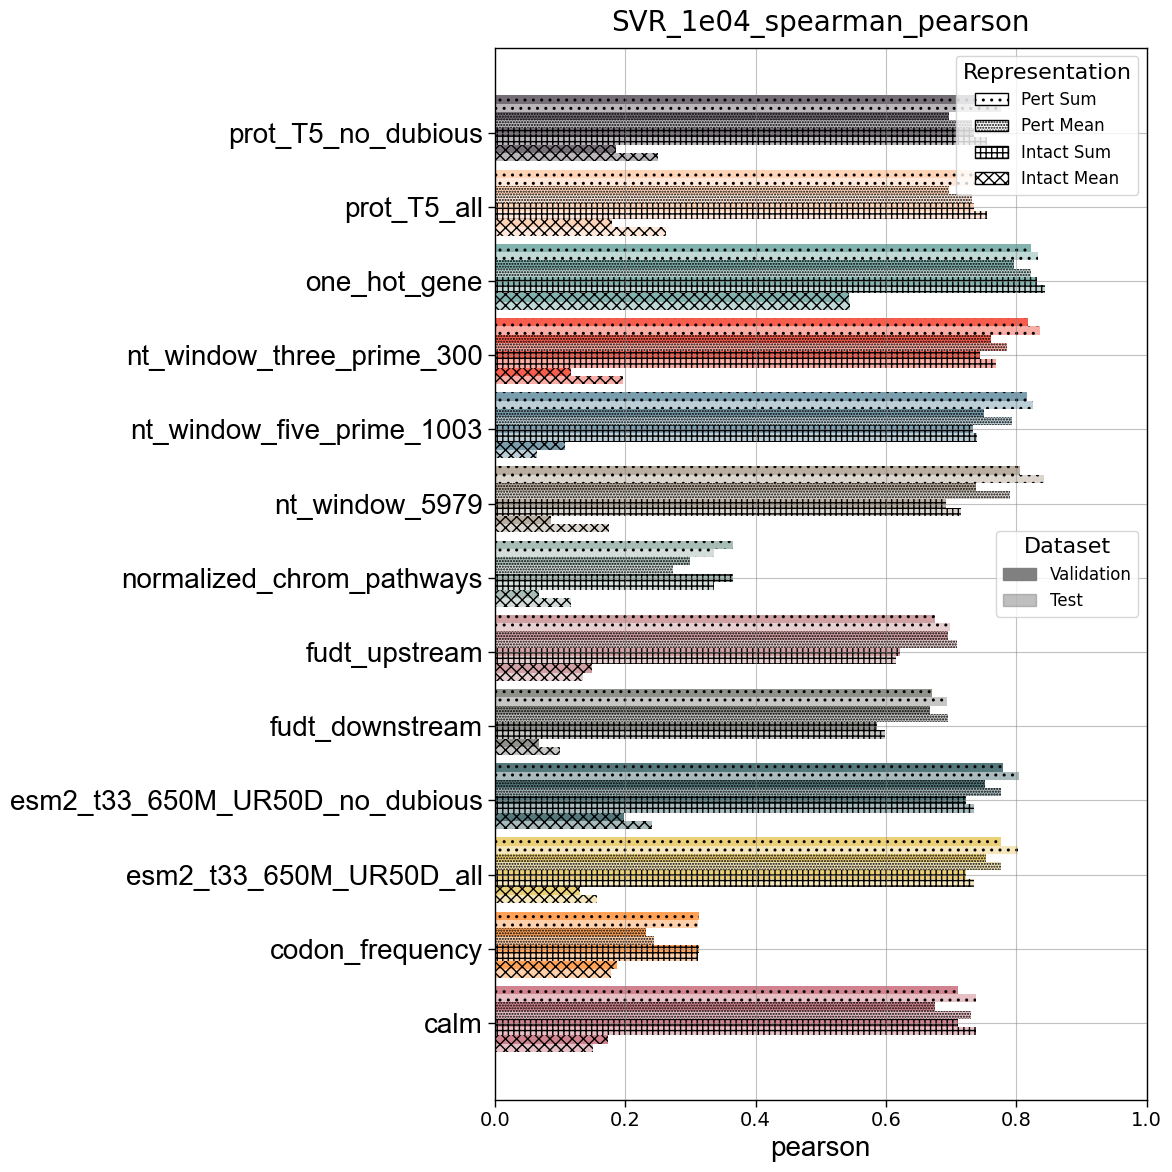 SVR_1e04_spearman_pearson
Representation
Pert Sum
Pert Mean
Intact Sum
Intact Mean
prot_T5_no_dubious
prot_T5_all
one_hot_gene
nt_window_three_prime_300
nt_window_five_prime_1003
nt_window_5979
normalized_chrom_pathways
fudt_upstream
fudt_downstream
esm2_t33_650M_UR50D_no_dubious
esm2_t33_650M_UR50D_all
codon_frequency
calm
Dataset
Validation
Test
0.0 0.2 0.4 0.6 0.8 1.0
pearson